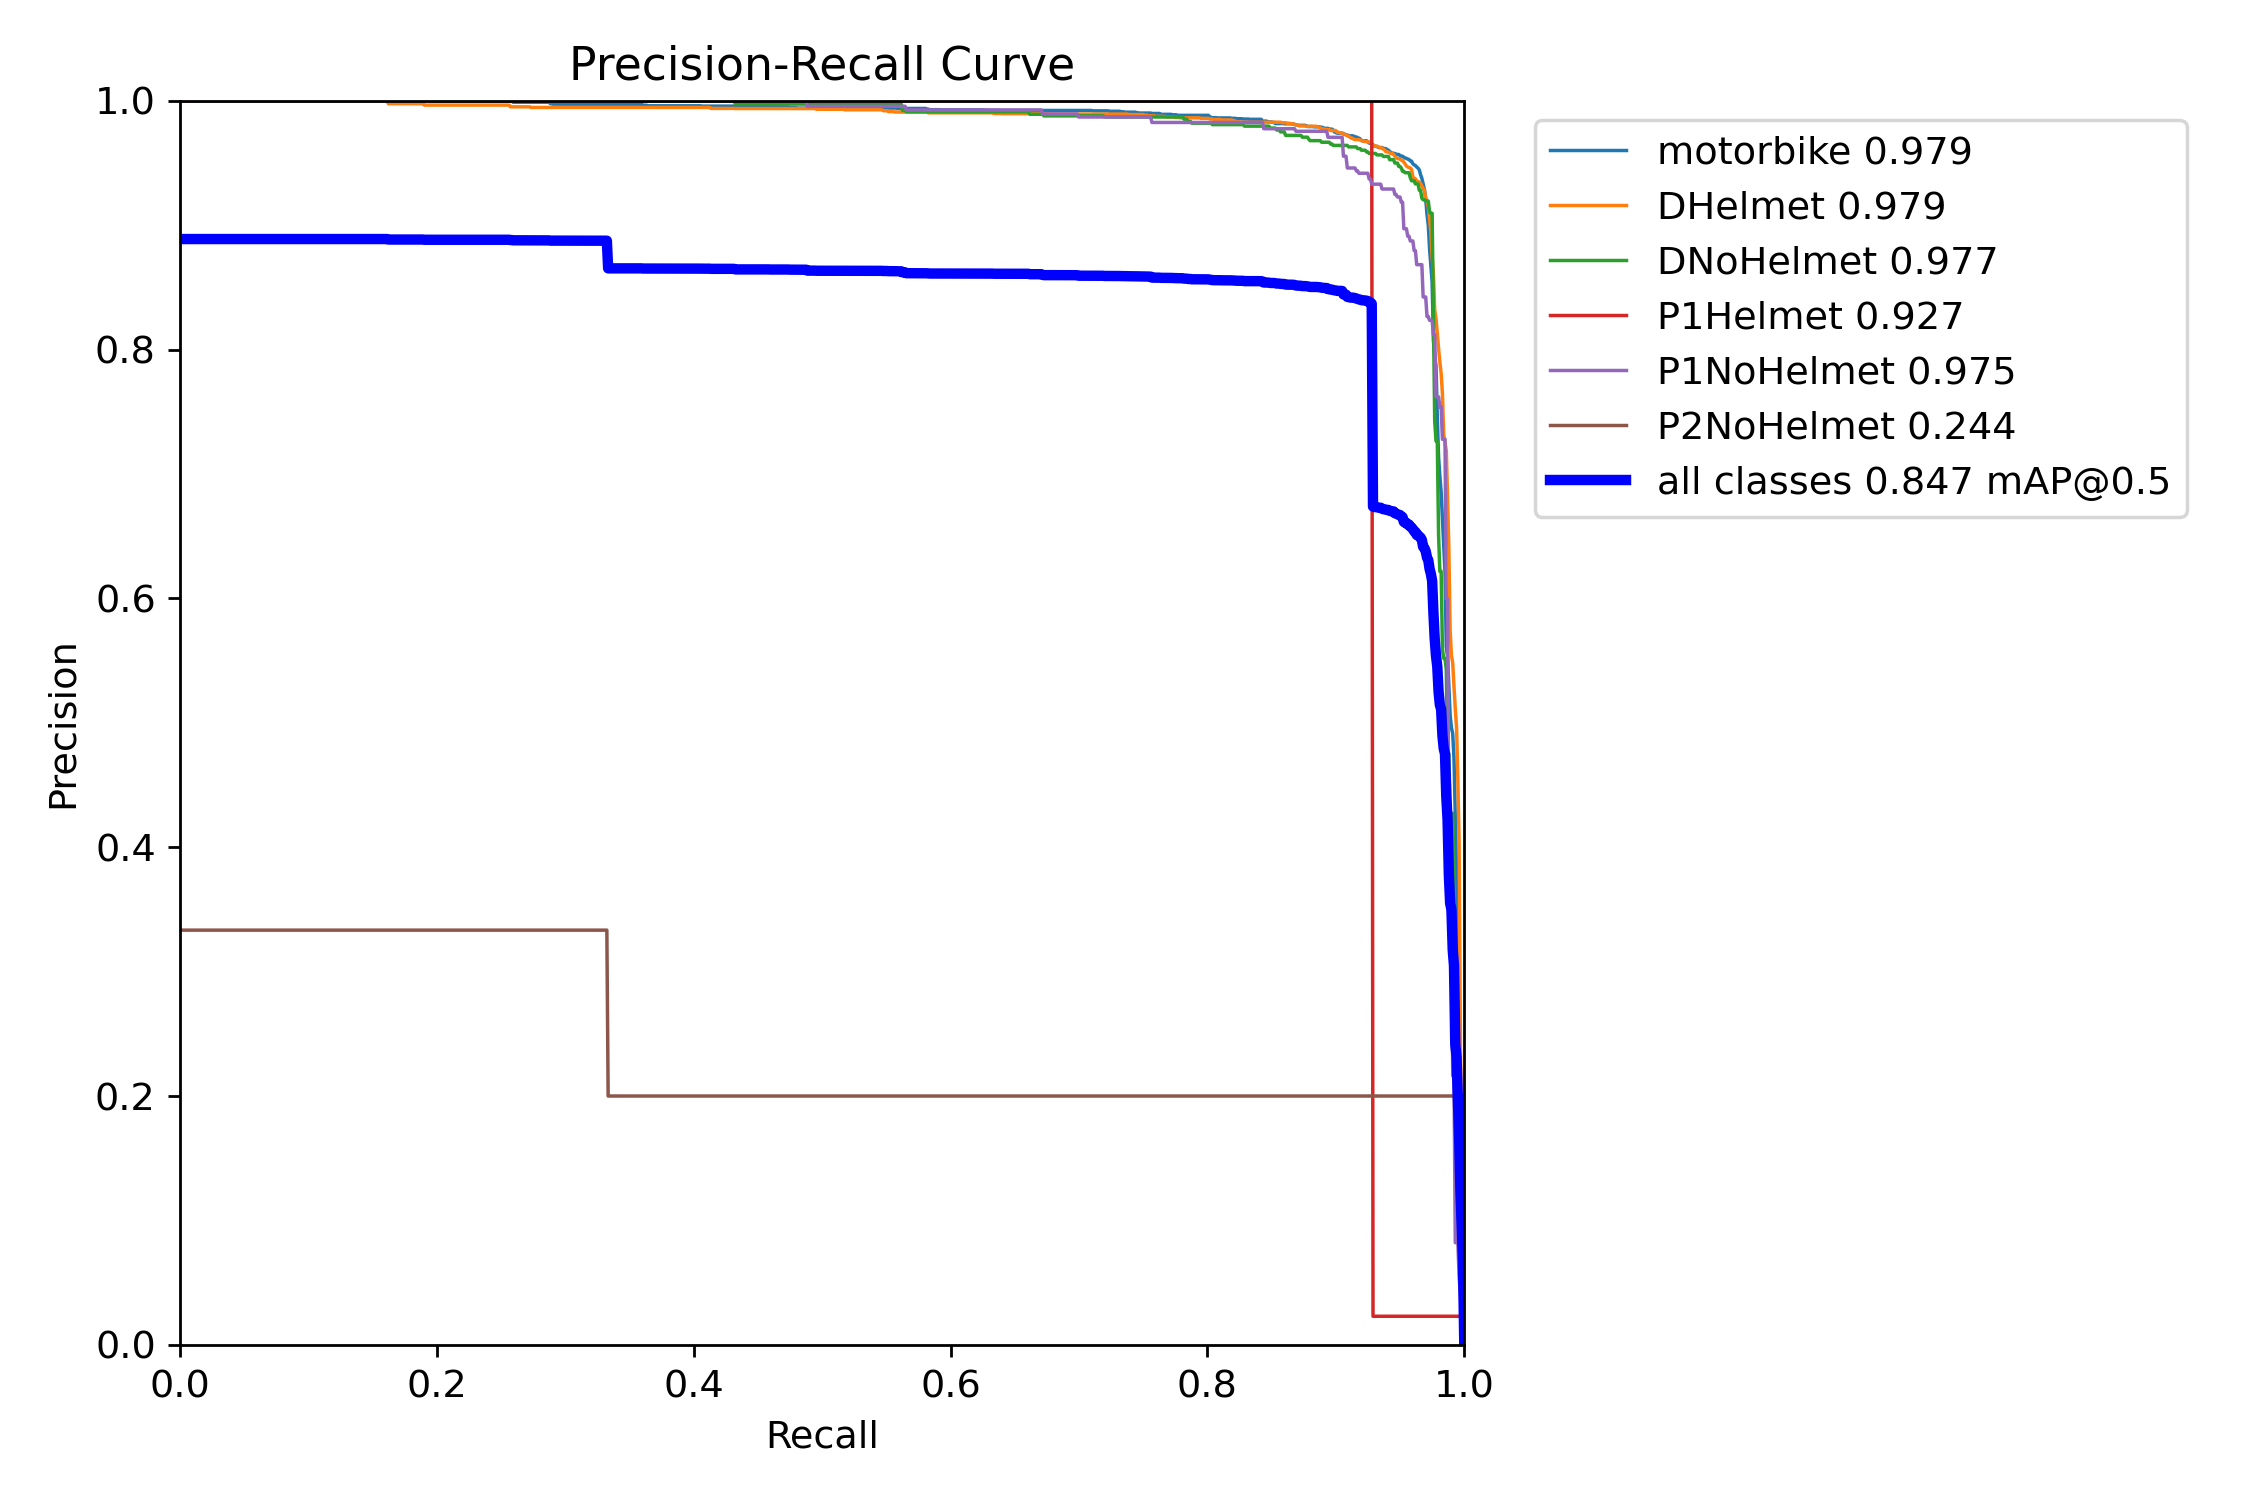 Precision-Recall Curve
1.0
0.8
0.6
0.4
0.2
0.0
Precision
0.0 0.2 0.4 0.6 0.8 1.0
Recall
motorbike 0.979
DHelmet 0.979
DNoHelmet 0.977
P1Helmet 0.927
P1NoHelmet 0.975
P2NoHelmet 0.244
all classes 0.847 mAP@0.5